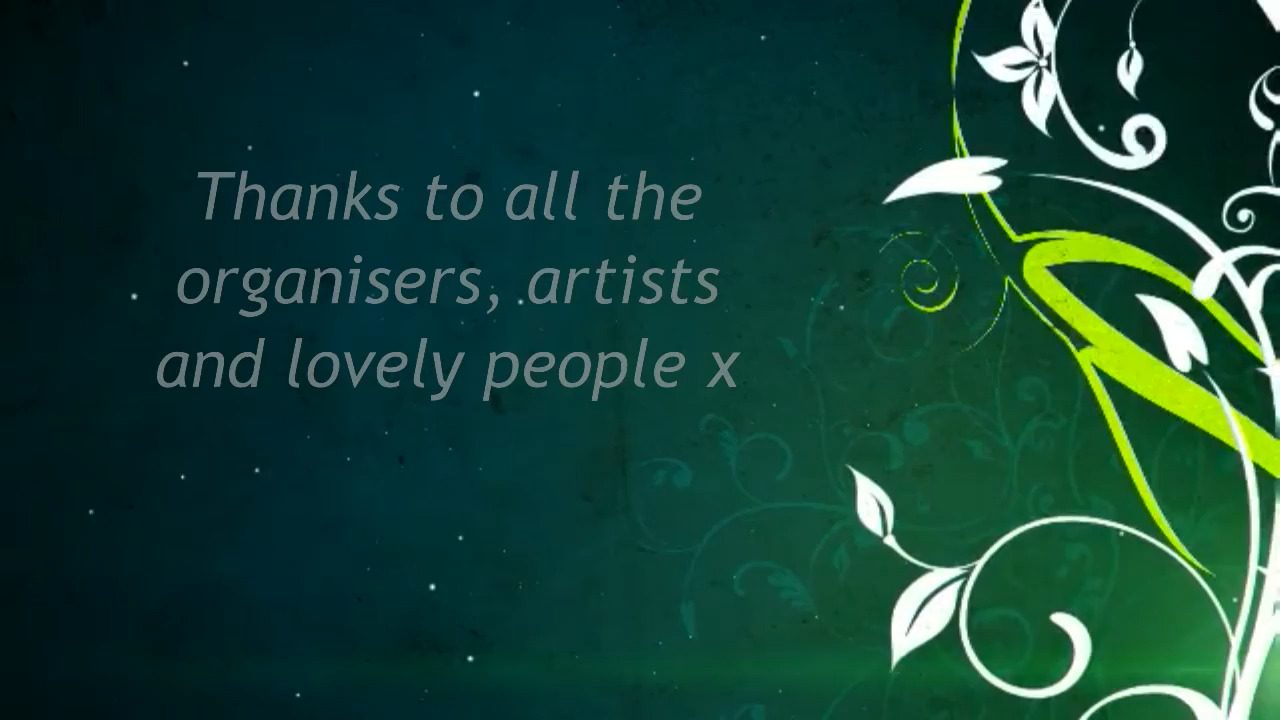 Thanks to all the
organisers, artists
and lovely people x